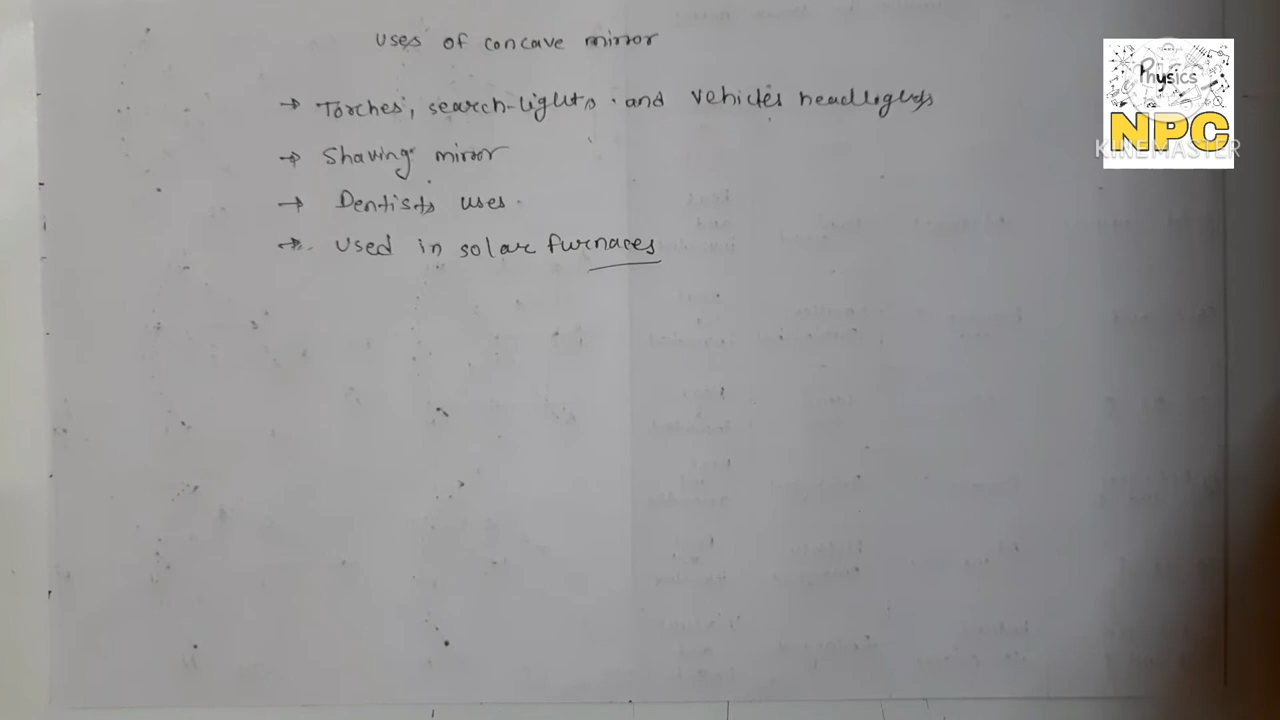 Uses of concave mirror
→ Torches, search-lights and vehicles headlights
→ Shaving mirror
→ Dentists uses
→ Used in solar furnaces
Physics
NPC
KINEMASTER